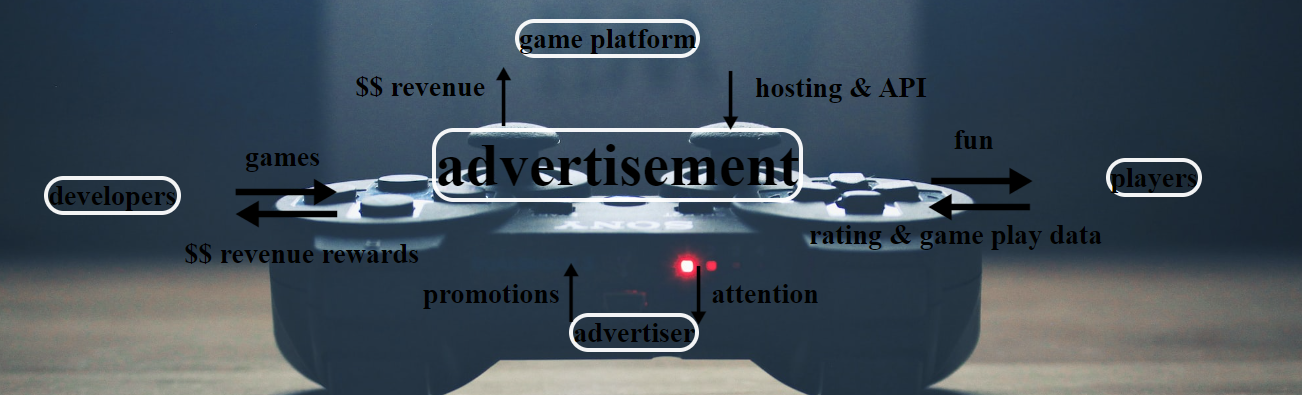 game platform
$$ revenue
hosting & API
games
advertisement
fun
developers
players
$$ revenue rewards
rating & game play data
SONY
promotions
attention
advertiser